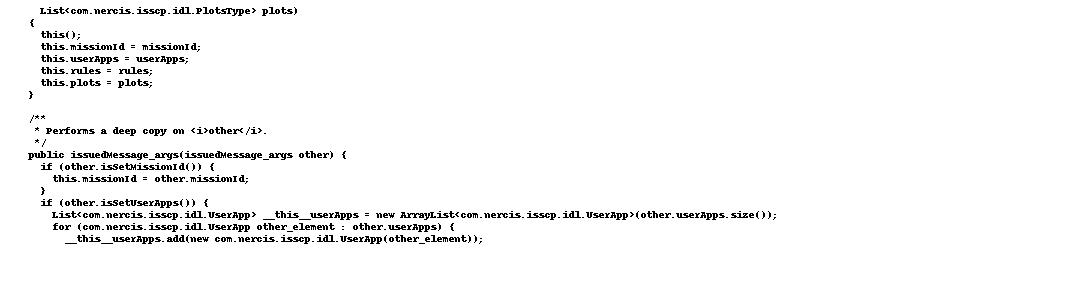 List<com.nercis.isscp.idl.PlotsType> plots)
{
this();
this.missionId = missionId;
this.userApps = userApps;
this.rules = rules;
this.plots = plots;
}
/**
* Performs a deep copy on <i>other</i>.
*/
public issuedMessage_args(issuedMessage_args other) {
if (other.isSetMissionId()) {
this.missionId = other.missionId;
}
if (other.isSetUserApps()) {
List<com.nercis.isscp.idl.UserApp> __this__userApps = new ArrayList<com.nercis.isscp.idl.UserApp>(other.userApps.size());
for (com.nercis.isscp.idl.UserApp other_element : other.userApps) {
__this__userApps.add(new com.nercis.isscp.idl.UserApp(other_element));